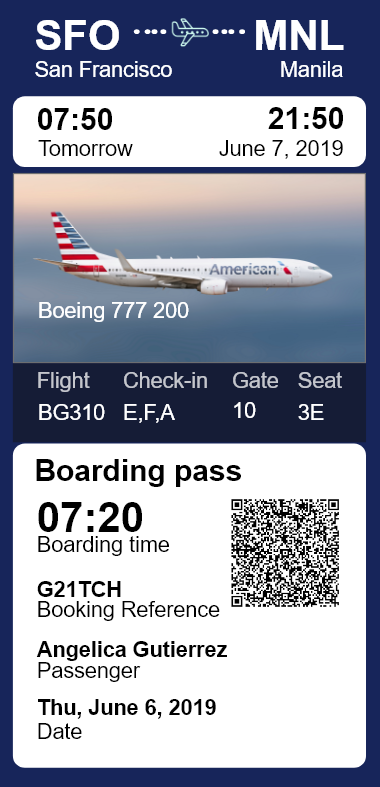 SFO MNL
San Francisco Manila
07:50 21:50
Tomorrow June 7, 2019
American
Boeing 777 200
Flight Check-in Gate Seat
BG310 E,F,A 10 3E
Boarding pass
07:20
Boarding time
G21TCH
Booking Reference
Angelica Gutierrez
Passenger
Thu, June 6, 2019
Date